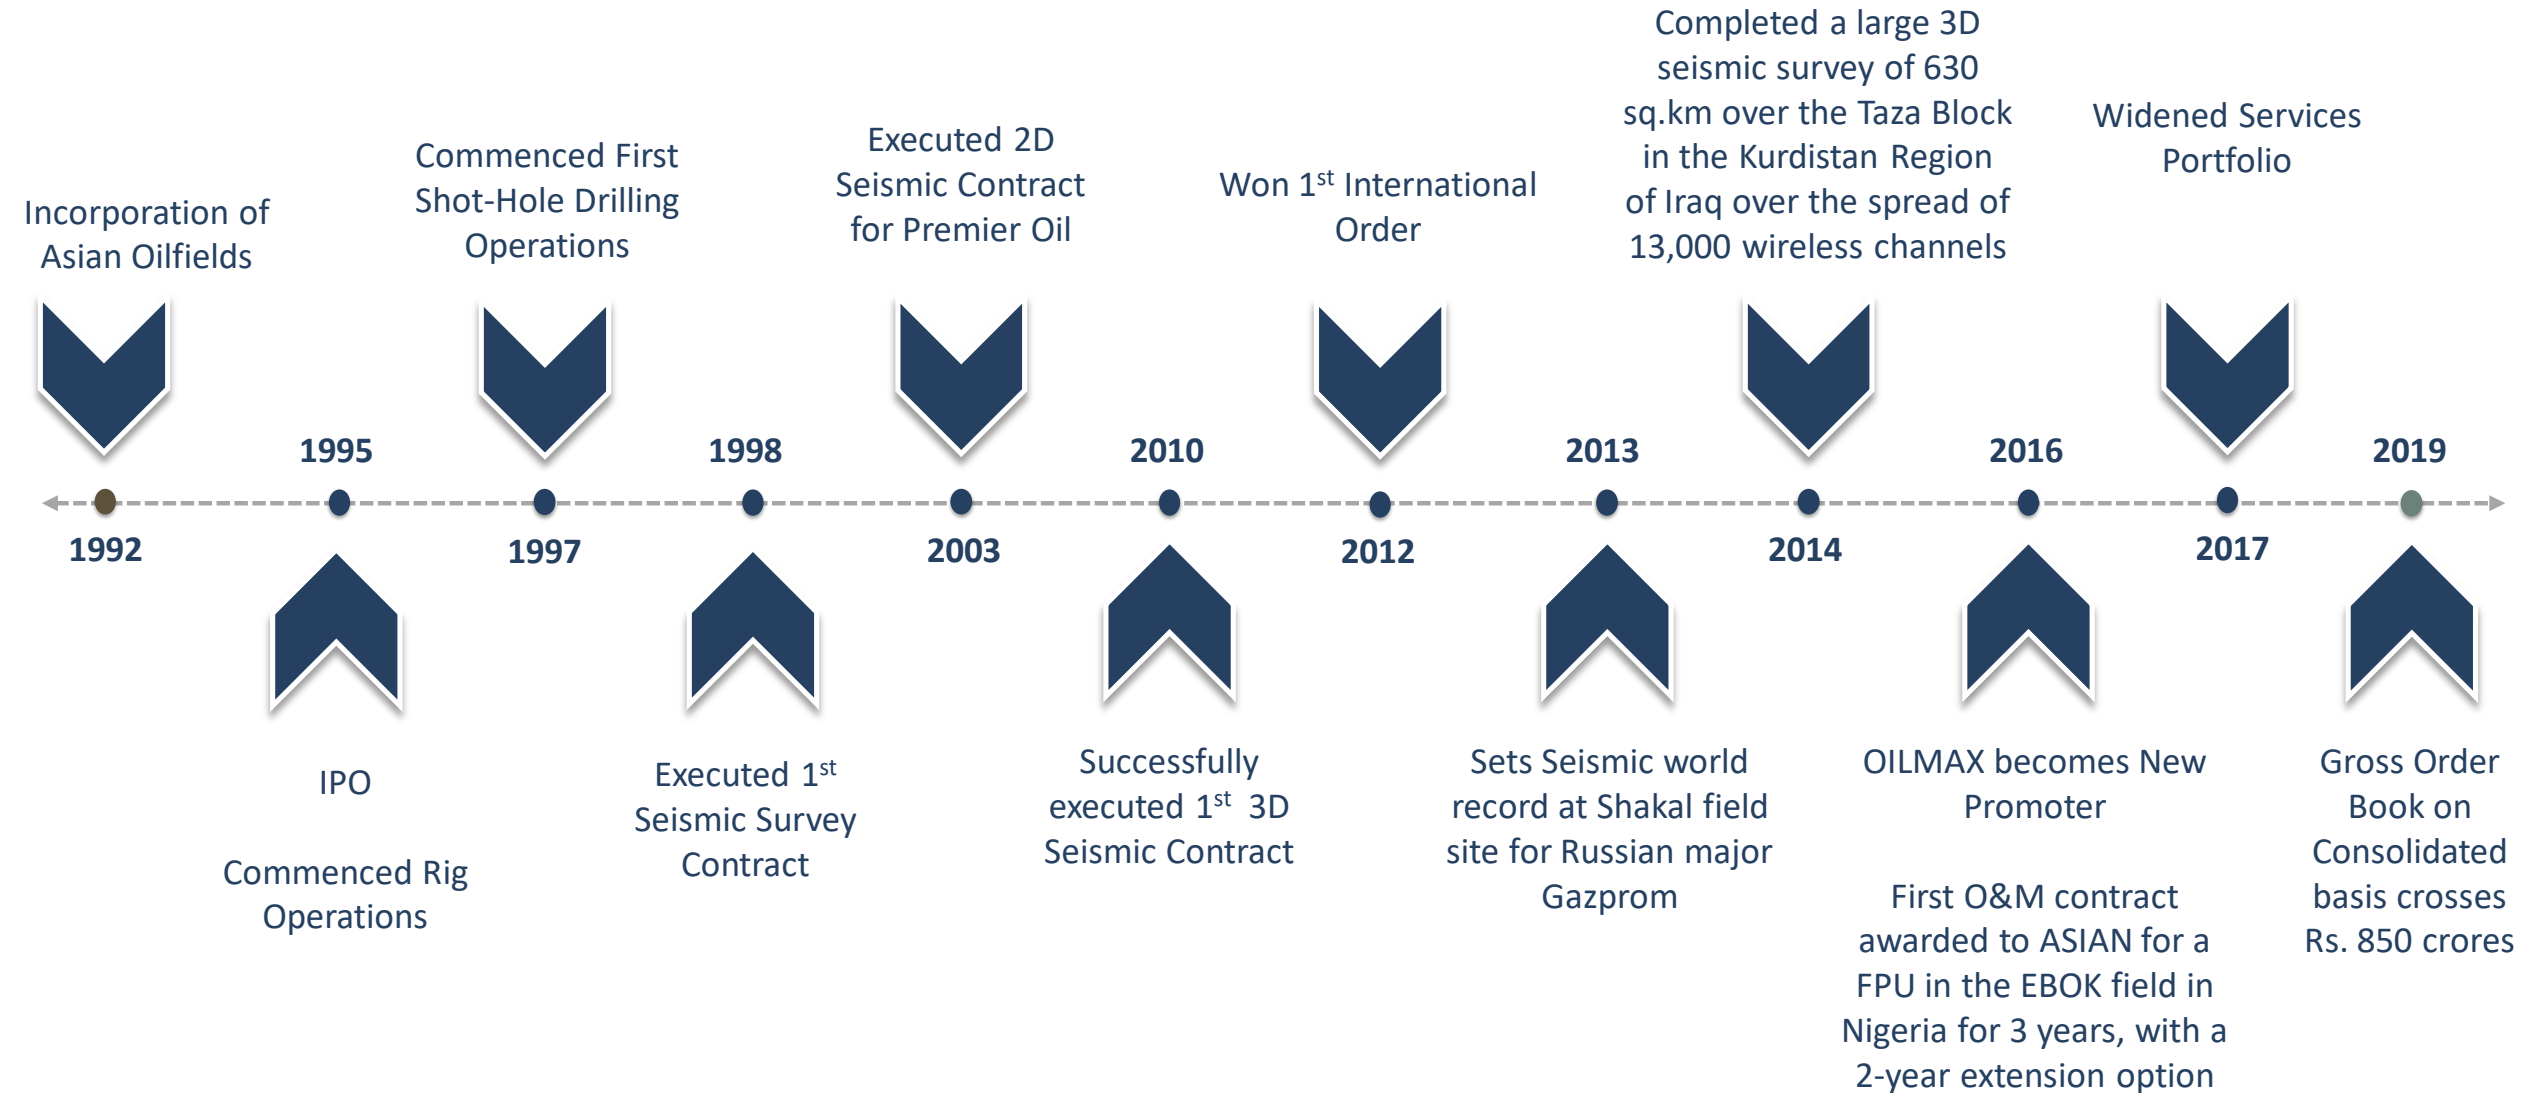 Incorporation of
Asian Oilfields
1992
1995
IPO
Commenced Rig
Operations
Commenced First
Shot-Hole Drilling
Operations
1997
1998
Executed 1st
Seismic Survey
Contract
Executed 2D
Seismic Contract
for Premier Oil
2003
2010
Successfully
executed 1st 3D
Seismic Contract
Won 1st International
Order
2012
2013
Sets Seismic world
record at Shakal field
site for Russian major
Gazprom
Completed a large 3D
seismic survey of 630
sq.km over the Taza Block
in the Kurdistan Region
of Iraq over the spread of
13,000 wireless channels
2014
2016
OILMAX becomes New
Promoter
First O&M contract
awarded to ASIAN for a
FPU in the EBOK field in
Nigeria for 3 years, with a
2-year extension option
Widened Services
Portfolio
2017
2019
Gross Order
Book on
Consolidated
basis crosses
Rs. 850 crores